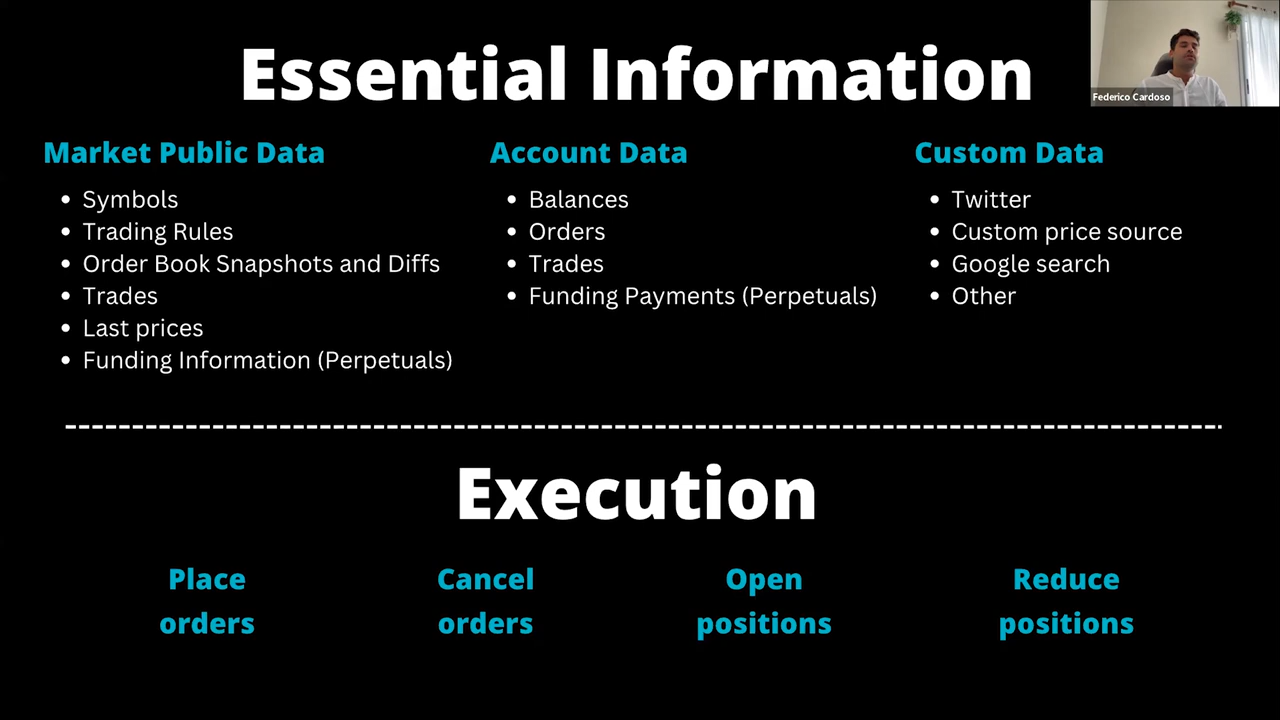 Essential Information
Federico Cardoso
Market Public Data
Symbols
Trading Rules
Order Book Snapshots and Diffs
Trades
Last prices
Funding Information (Perpetuals)
Account Data
Balances
Orders
Trades
Funding Payments (Perpetuals)
Custom Data
Twitter
Custom price source
Google search
Other
Execution
Place
orders
Cancel
orders
Open
positions
Reduce
positions